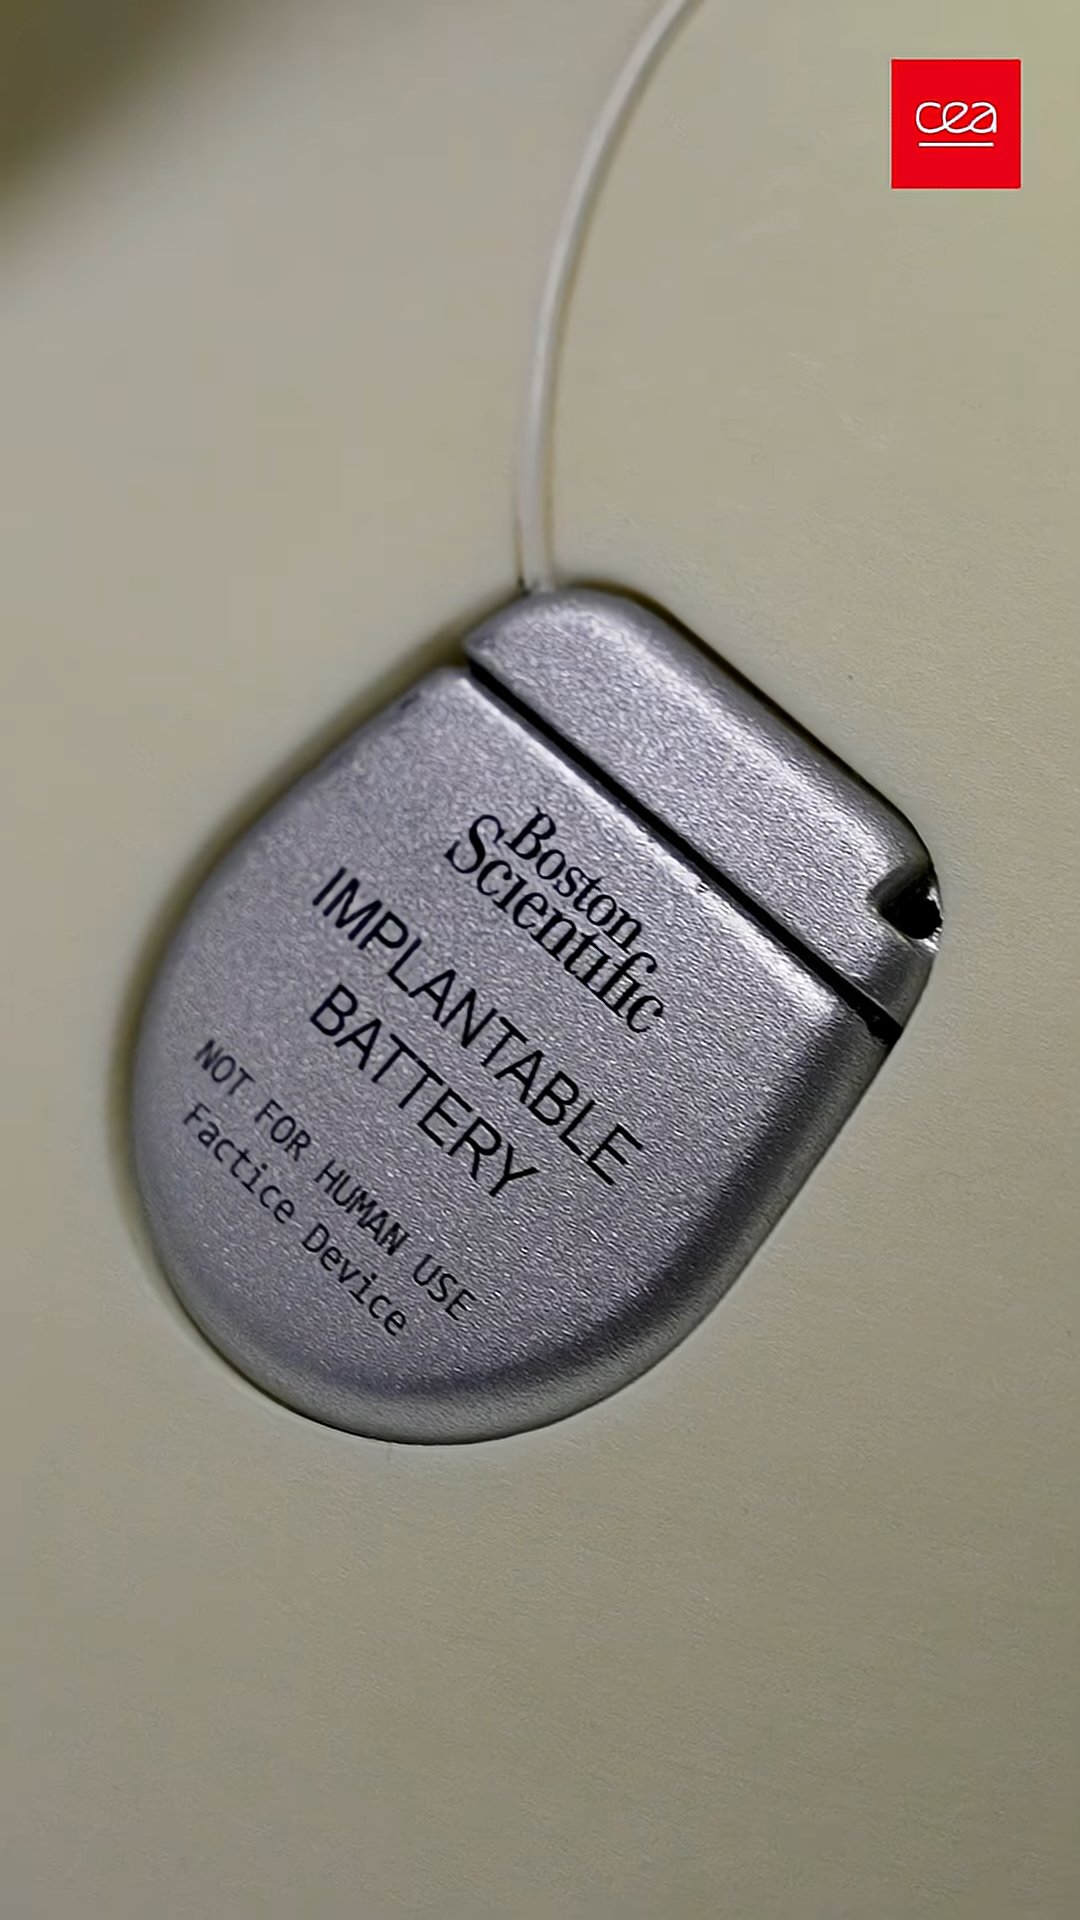 cea
Boston
Scientific
IMPLANTABLE
BATTERY
NOT FOR HUMAN USE
Factice Device